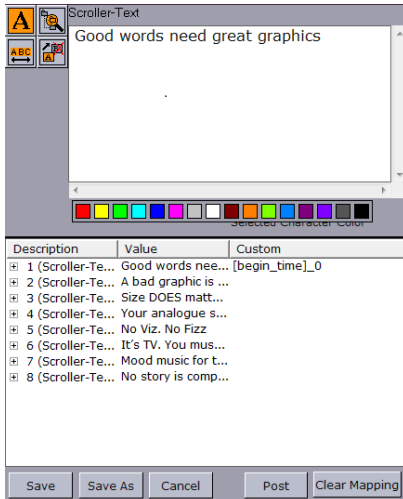 A
Scroller-Text
ABC
A
Good words need great graphics
Selected Character Color
Description Value Custom
1 (Scroller-Te... Good words nee... [begin_time]_0
2 (Scroller-Te... A bad graphic is ...
3 (Scroller-Te... Size DOES matt...
4 (Scroller-Te... Your analogue s...
5 (Scroller-Te... No Viz. No Fizz
6 (Scroller-Te... It's TV. You mus...
7 (Scroller-Te... Mood music for t...
8 (Scroller-Te... No story is comp...
Save Save As Cancel Post Clear Mapping